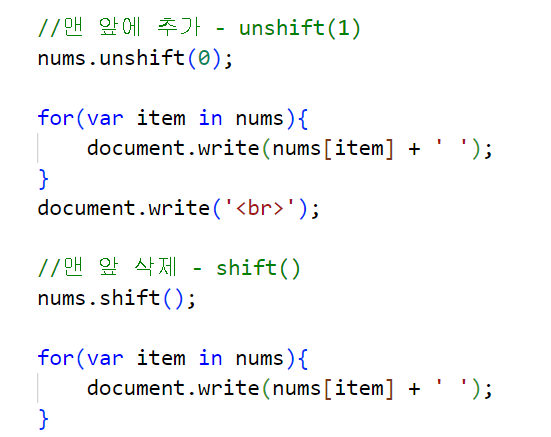 //맨 앞에 추가 - unshift(1)
nums.unshift(0);
for(var item in nums){
document.write(nums[item] + ' ');
}
document.write('<br>');
//맨 앞 삭제 - shift()
nums.shift();
for(var item in nums){
document.write(nums[item] + ' ');
}